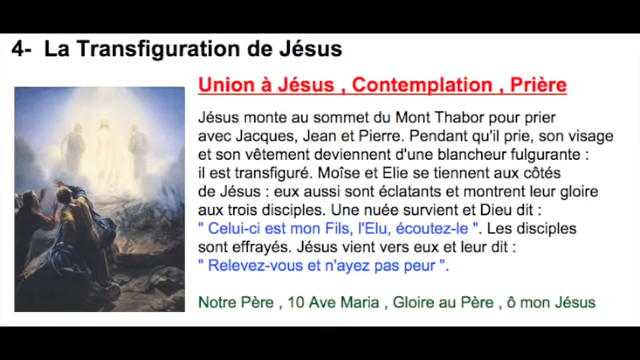 4- La Transfiguration de Jésus
Union à Jésus , Contemplation , Prière
Jésus monte au sommet du Mont Thabor pour prier
avec Jacques, Jean et Pierre. Pendant qu'il prie, son visage
et son vêtement deviennent d'une blancheur fulgurante :
il est transfiguré. Moïse et Elie se tiennent aux côtés
de Jésus : eux aussi sont éclatants et montrent leur gloire
aux trois disciples. Une nuée survient et Dieu dit :
" Celui-ci est mon Fils, l'Elu, écoutez-le ". Les disciples
sont effrayés. Jésus vient vers eux et leur dit :
" Relevez-vous et n'ayez pas peur ".
Notre Père , 10 Ave Maria , Gloire au Père , ô mon Jésus